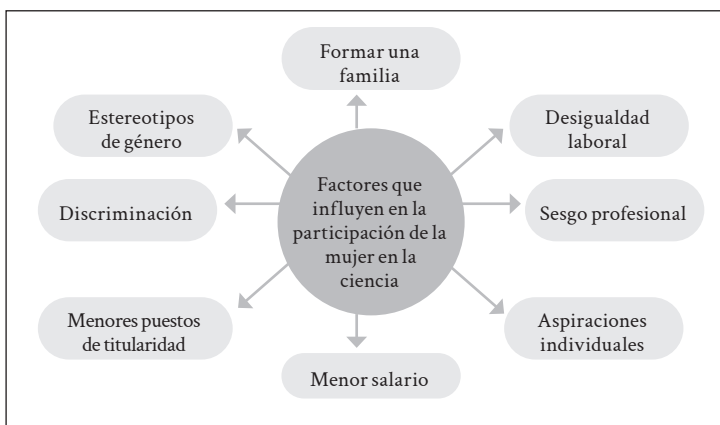 Formar una
familia
Estereotipos
de género
Desigualdad
laboral
Discriminación
Factores que
influyen en la
participación de la
mujer en la
ciencia
Sesgo profesional
Menores puestos
de titularidad
Aspiraciones
individuales
Menor salario